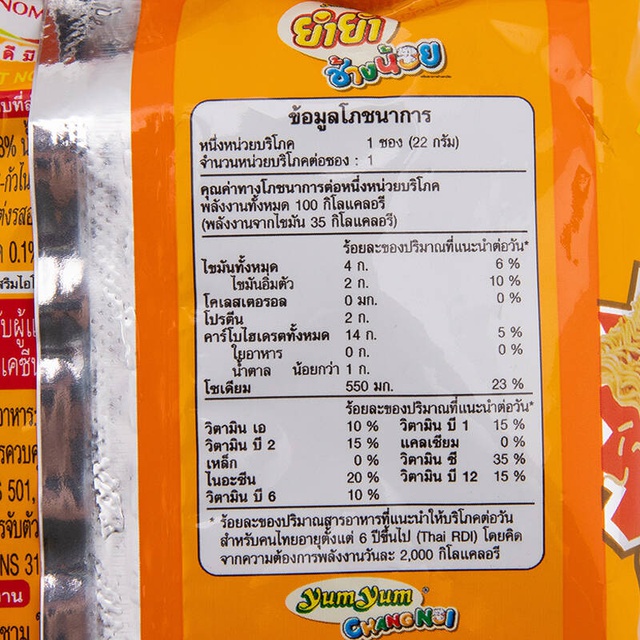 NOM
ยำยำ
ช้างน้อย
ดี มี
ข้อมูลโภชนาการ
หนึ่งหน่วยบริโภค 1 ซอง (22 กรัม)
จำนวนหน่วยบริโภคต่อซอง : 1
คุณค่าทางโภชนาการต่อหนึ่งหน่วยบริโภค
พลังงานทั้งหมด 100 กิโลแคลอรี
(พลังงานจากไขมัน 35 กิโลแคลอรี)
ร้อยละของปริมาณที่แนะนำต่อวัน*
ไขมันทั้งหมด 4 ก. 6 %
ไขมันอิ่มตัว 2 ก. 10 %
โคเลสเตอรอล 0 มก. 0 %
โปรตีน 2 ก.
คาร์โบไฮเดรตทั้งหมด 14 ก. 5 %
ใยอาหาร 0 ก. 0 %
น้ำตาล น้อยกว่า 1 ก.
โซเดียม 550 มก. 23 %
ร้อยละของปริมาณที่แนะนำต่อวัน*
วิตามิน เอ 10 % วิตามิน บี 1 15 %
วิตามิน บี 2 15 % แคลเซียม 0 %
เหล็ก 0 % วิตามิน ซี 35 %
ไนอะซีน 20 % วิตามิน บี 12 15 %
วิตามิน บี 6 10 %
* ร้อยละของปริมาณสารอาหารที่แนะนำให้บริโภคต่อวัน
สำหรับคนไทยอายุตั้งแต่ 6 ปีขึ้นไป (Thai RDI) โดยคิด
จากความต้องการพลังงานวันละ 2,000 กิโลแคลอรี
0.1%
501,
NS 31
yum yum
CHANG NOI